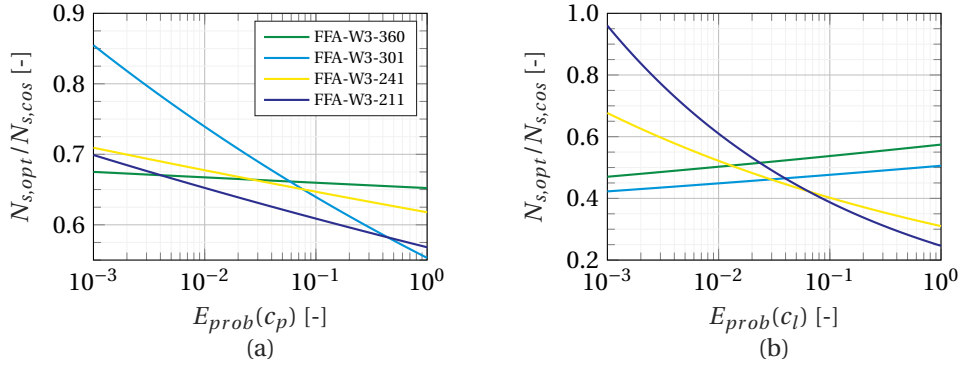 0.9
0.8
0.7
0.6
N_{s,opt}/N_{s,cos} [-]
FFA-W3-360
FFA-W3-301
FFA-W3-241
FFA-W3-211
10^{-3} 10^{-2} 10^{-1} 10^{0}
E_{prob}(c_p) [-]
(a)
1.0
0.8
0.6
0.4
0.2
N_{s,opt}/N_{s,cos} [-]
10^{-3} 10^{-2} 10^{-1} 10^{0}
E_{prob}(c_l) [-]
(b)